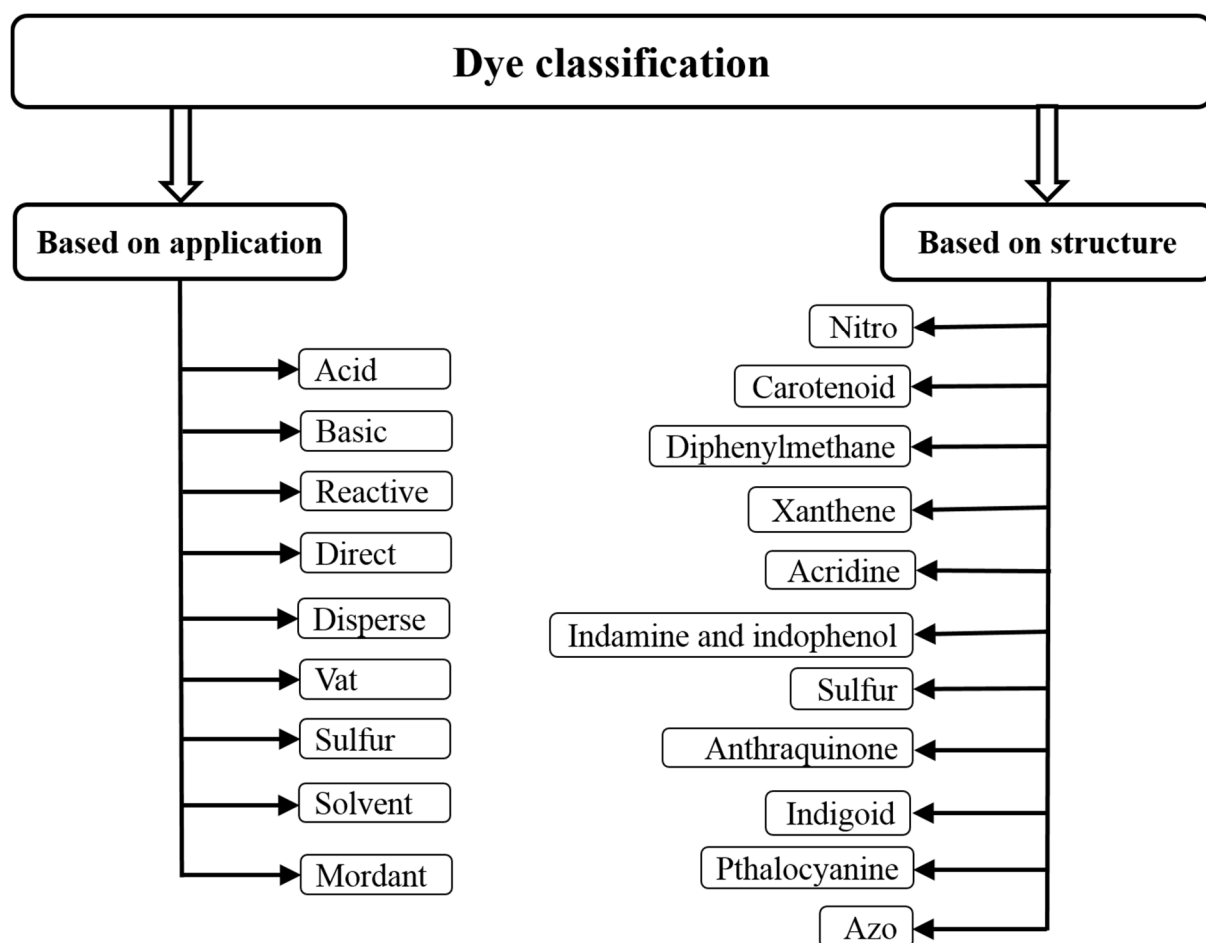 Dye classification
Based on application
Acid
Basic
Reactive
Direct
Disperse
Vat
Sulfur
Solvent
Mordant
Based on structure
Nitro
Carotenoid
Diphenylmethane
Xanthene
Acridine
Indamine and indophenol
Sulfur
Anthraquinone
Indigoid
Pthalocyanine
Azo